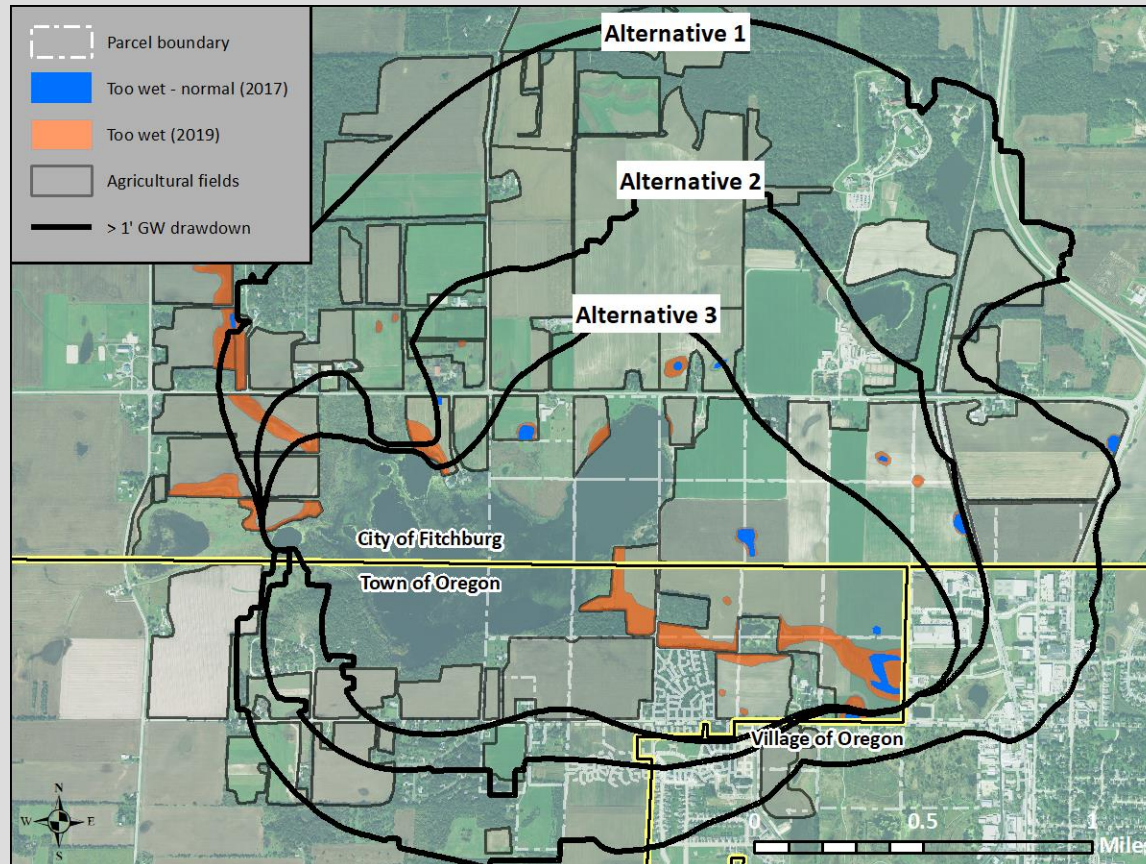 Parcel boundary
Too wet - normal (2017)
Too wet (2019)
Agricultural fields
> 1' GW drawdown
Alternative 1
Alternative 2
Alternative 3
City of Fitchburg
Town of Oregon
Village of Oregon
N
W E
S
0 0.5 1
Miles